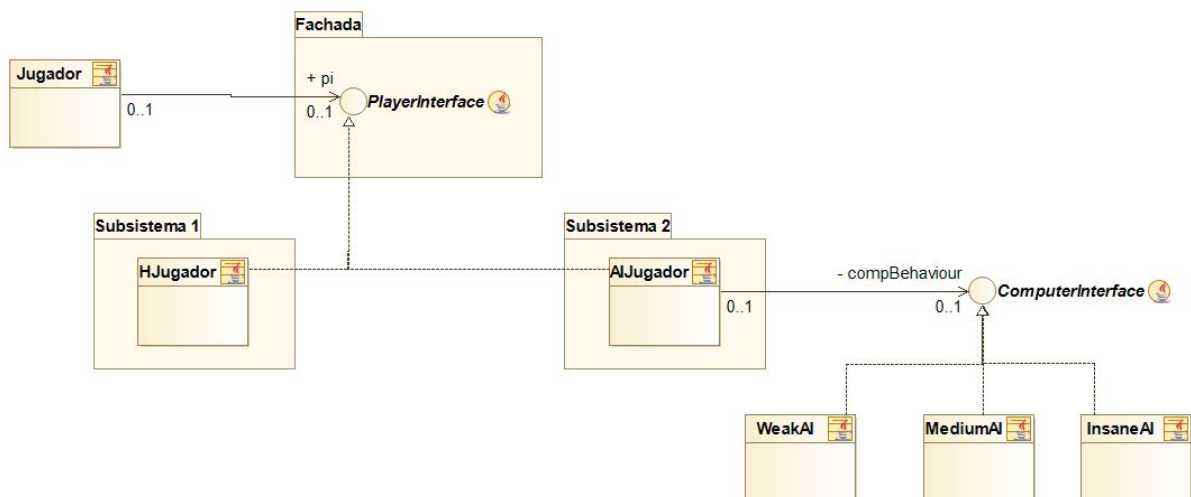 Fachada
Jugador
+ pi
0..1
0..1
PlayerInterface
Subsistema 1
Subsistema 2
HJugador
AIJugador
- compBehaviour
0..1
0..1
ComputerInterface
WeakAI
MediumAI
InsaneAI